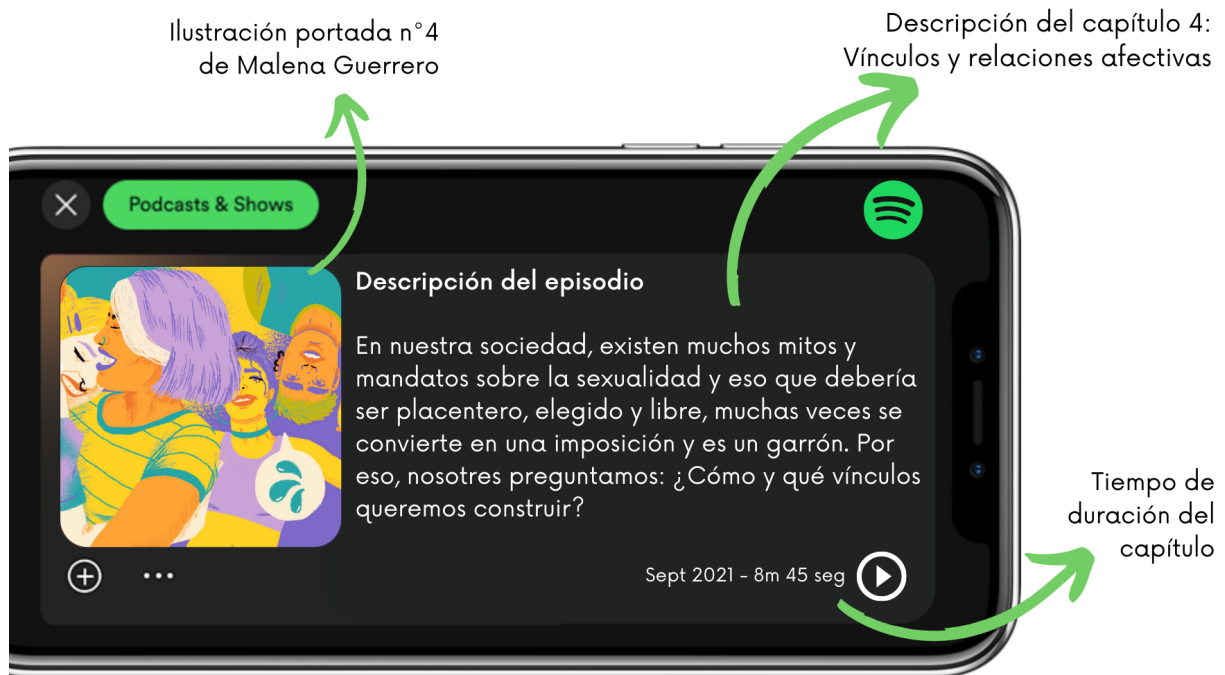 Ilustración portada n°4
de Malena Guerrero
Descripción del capítulo 4:
Vínculos y relaciones afectivas
Podcasts & Shows
Descripción del episodio
En nuestra sociedad, existen muchos mitos y
mandatos sobre la sexualidad y eso que debería
ser placentero, elegido y libre, muchas veces se
convierte en una imposición y es un garrón. Por
eso, nosotres preguntamos: ¿Cómo y qué vínculos
queremos construir?
Sept 2021 - 8m 45 seg
Tiempo de
duración del
capítulo